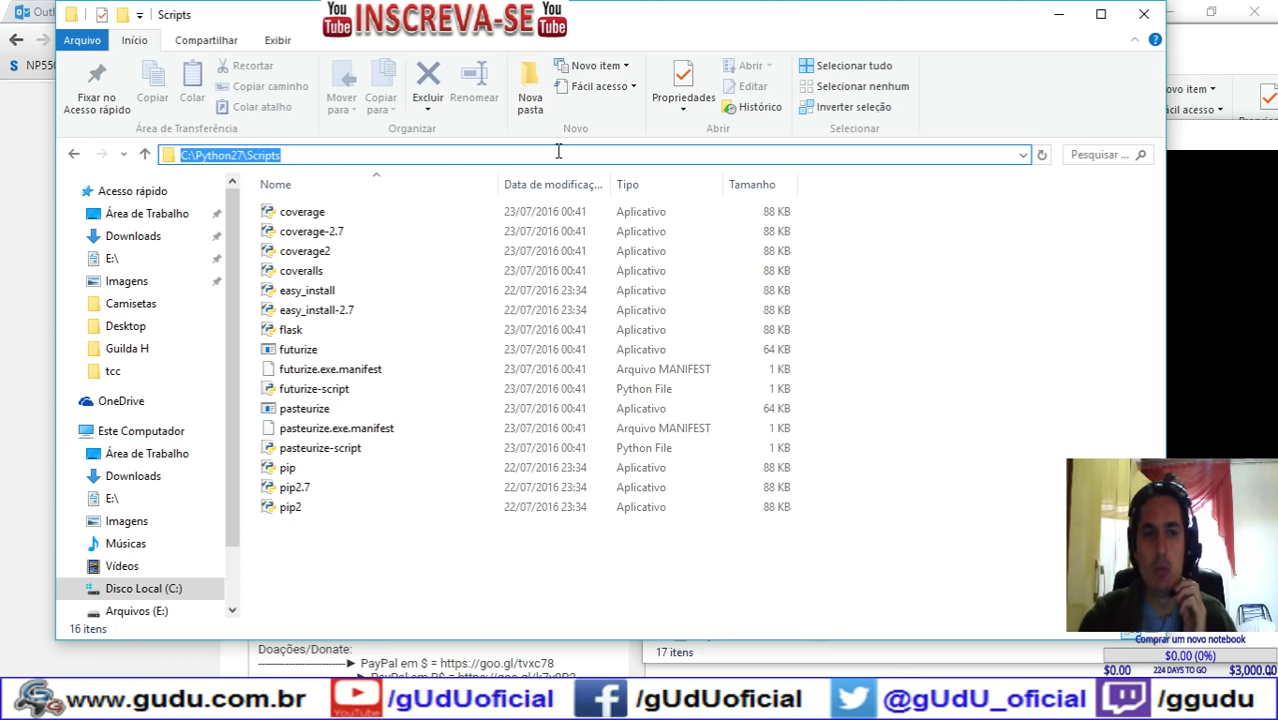 Outl
Scripts
You Tube INSCREVA-SE You Tube
Arquivo
Início
Compartilhar
Exibir
S NP550
Fixar no Acesso rápido
Copiar
Colar
Recortar
Copiar caminho
Colar atalho
Área de Transferência
Mover para
Copiar para
Excluir
Renomear
Organizar
Nova pasta
Novo item
Fácil acesso
Novo
Propriedades
Abrir
Editar
Histórico
Abrir
Selecionar tudo
Selecionar nenhum
Inverter seleção
Selecionar
o item
cil acesso
C:\Python27\Scripts
Pesquisar ...
Nome Data de modificaç... Tipo Tamanho
coverage 23/07/2016 00:41 Aplicativo 88 KB
coverage-2.7 23/07/2016 00:41 Aplicativo 88 KB
coverage2 23/07/2016 00:41 Aplicativo 88 KB
coveralls 23/07/2016 00:41 Aplicativo 88 KB
easy_install 22/07/2016 23:34 Aplicativo 88 KB
easy_install-2.7 22/07/2016 23:34 Aplicativo 88 KB
flask 23/07/2016 00:41 Aplicativo 88 KB
futurize 23/07/2016 00:41 Aplicativo 64 KB
futurize.exe.manifest 23/07/2016 00:41 Arquivo MANIFEST 1 KB
futurize-script 23/07/2016 00:41 Python File 1 KB
pasteurize 23/07/2016 00:41 Aplicativo 64 KB
pasteurize.exe.manifest 23/07/2016 00:41 Arquivo MANIFEST 1 KB
pasteurize-script 23/07/2016 00:41 Python File 1 KB
pip 22/07/2016 23:34 Aplicativo 88 KB
pip2.7 22/07/2016 23:34 Aplicativo 88 KB
pip2 22/07/2016 23:34 Aplicativo 88 KB
Acesso rápido
Área de Trabalho
Downloads
E:\
Imagens
Camisetas
Desktop
Guilda H
tcc
OneDrive
Este Computador
Área de Trabalho
Downloads
E:\
Imagens
Músicas
Vídeos
Disco Local (C:)
Arquivos (E:)
16 itens
Doações/Donate:
----------------------► PayPal em $ = https://goo.gl/tvxc78
17 itens
Comprar um novo notebook
$0.00 (0%)
$0.00 224 DAYS TO GO $3,000.00
www.gudu.com.br
YouTube /gUdUoficial
/gUdUoficial
@gUdU_oficial
/ggudu